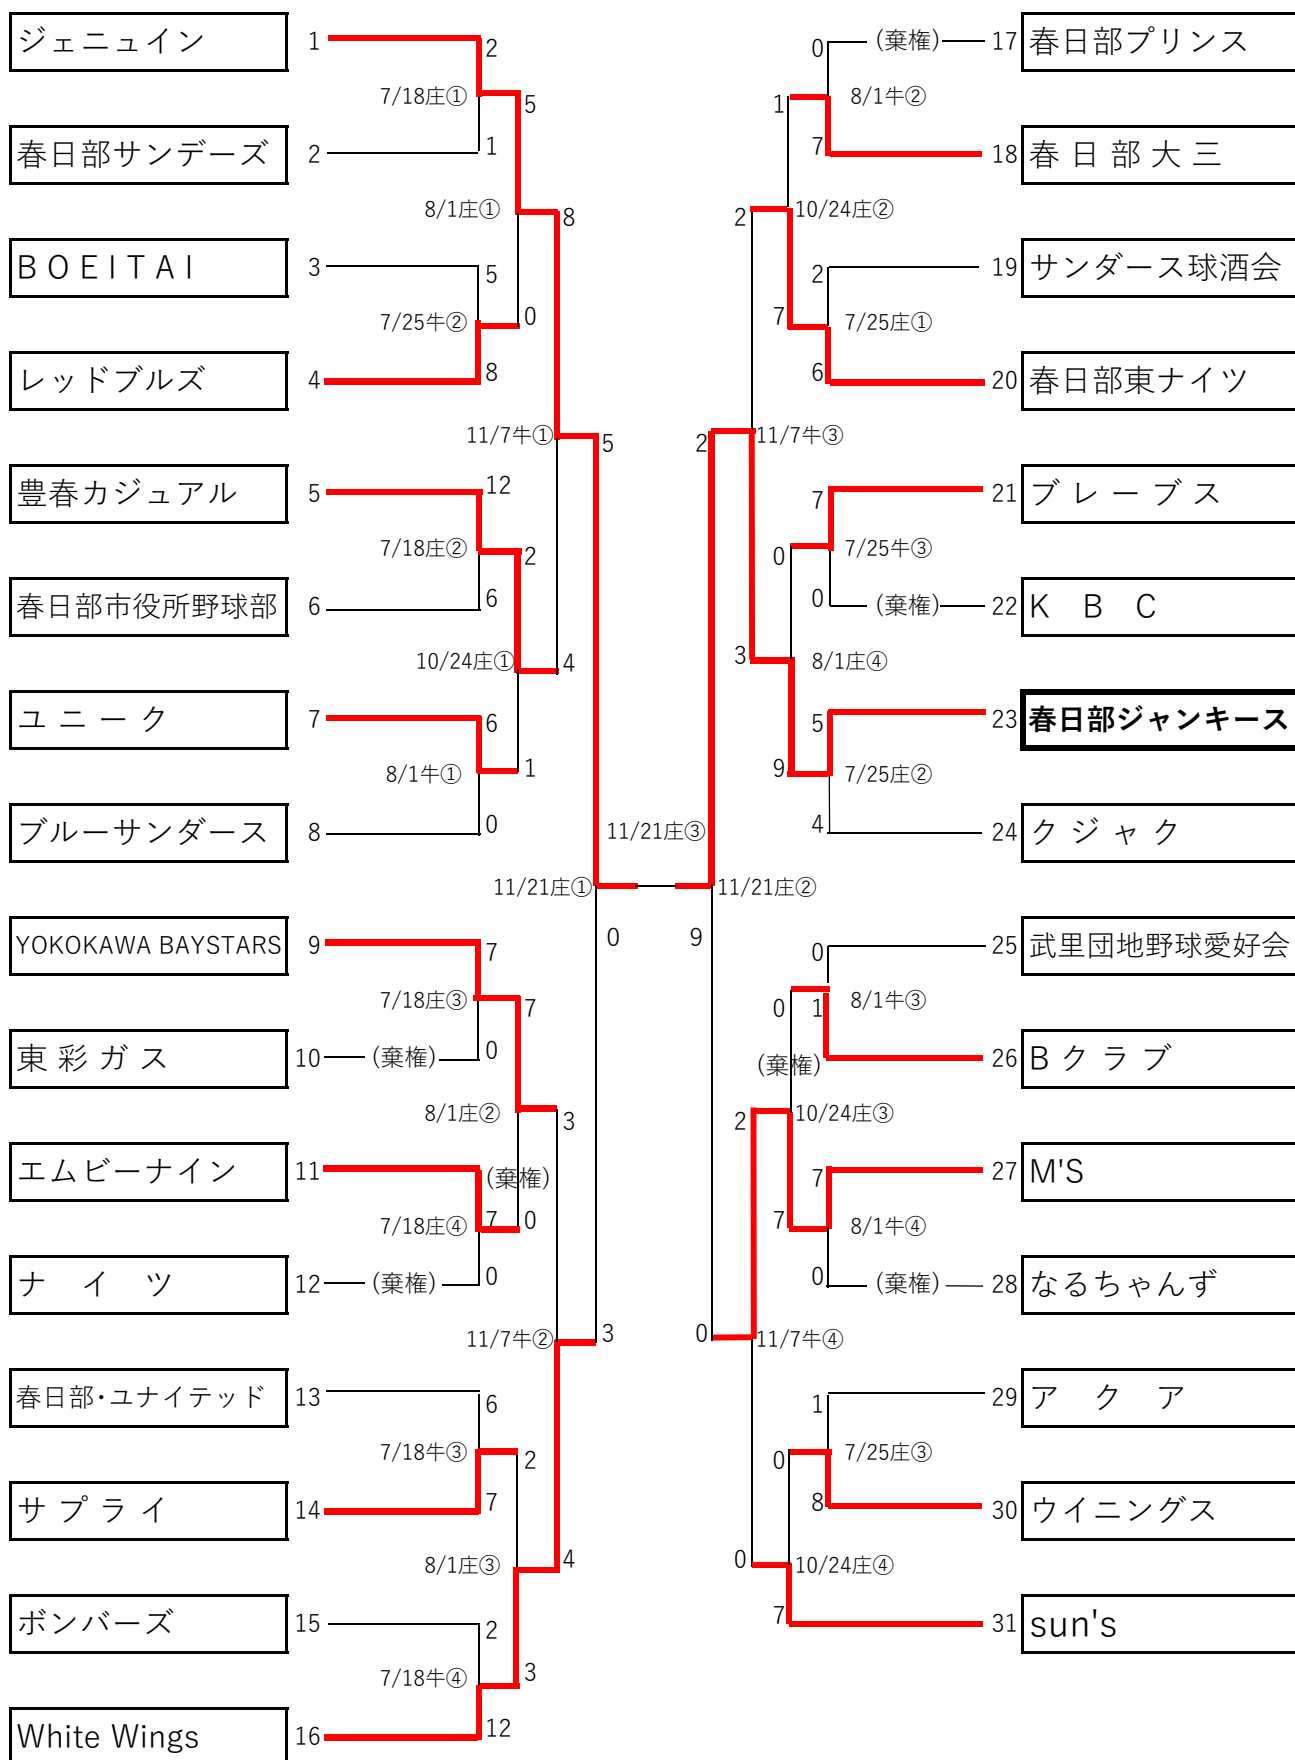 ジェニュイン 1 2
7/18庄① 5
春日部サンデーズ 2 1
8/1庄① 8
BOEITAI 3 5
7/25牛② 0
レッドブルズ 4 8
11/7牛① 5
豊春カジュアル 5 12
7/18庄② 2
春日部市役所野球部 6 6
10/24庄① 4
ユニーク 7 6
8/1牛① 1
ブルーサンダース 8 0
11/21庄①
YOKOKAWA BAYSTARS 9 7
7/18庄③ 7
東彩ガス 10 (棄権) 0
8/1庄② 3
エムビーナイン 11 (棄権)
7/18庄④ 7 0
ナイツ 12 (棄権) 0
11/7牛② 3
春日部・ユナイテッド 13 6
7/18牛③ 2
サプライ 14 7
8/1庄③ 4
ボンバーズ 15 2
7/18牛④ 3
White Wings 16 12
11/21庄③
0 9
0 (棄権) 17 春日部プリンス
1 8/1牛②
7 18 春日部大三
2 10/24庄②
2 19 サンダース球酒会
7 7/25庄①
6 20 春日部東ナイツ
2 11/7牛③
7 21 ブレーブス
0 7/25牛③
0 (棄権) 22 KBC
3 8/1庄④
5 23 春日部ジャンキース
9 7/25庄②
4 24 クジャク
11/21庄②
0 25 武里団地野球愛好会
0 1 8/1牛③
(棄権) 26 Bクラブ
2 10/24庄③
7 27 M'S
7 8/1牛④
0 (棄権) 28 なるちゃんず
0 11/7牛④
1 29 アクア
0 7/25庄③
8 30 ウイニングス
0 10/24庄④
7 31 sun's